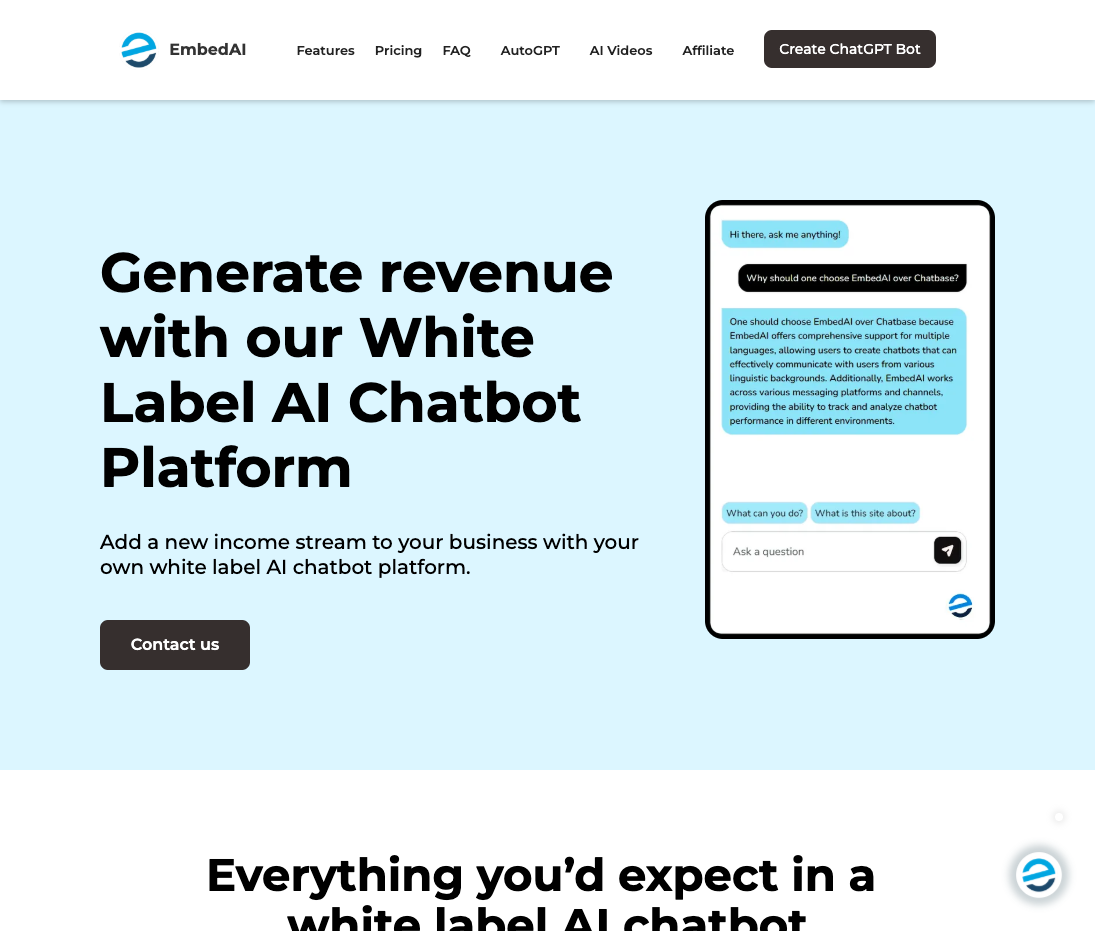 EmbedAI
Features Pricing FAQ AutoGPT AI Videos Affiliate Create ChatGPT Bot
Generate revenue
with our White
Label AI Chatbot
Platform
Add a new income stream to your business with your
own white label AI chatbot platform.
Contact us
Hi there, ask me anything!
Why should one choose EmbedAI over Chatbase?
One should choose EmbedAI over Chatbase because
EmbedAI offers comprehensive support for multiple
languages, allowing users to create chatbots that can
effectively communicate with users from various
linguistic backgrounds. Additionally, EmbedAI works
across various messaging platforms and channels,
providing the ability to track and analyze chatbot
performance in different environments.
What can you do? What is this site about?
Ask a question
Everything you’d expect in a
white label AI chatbot